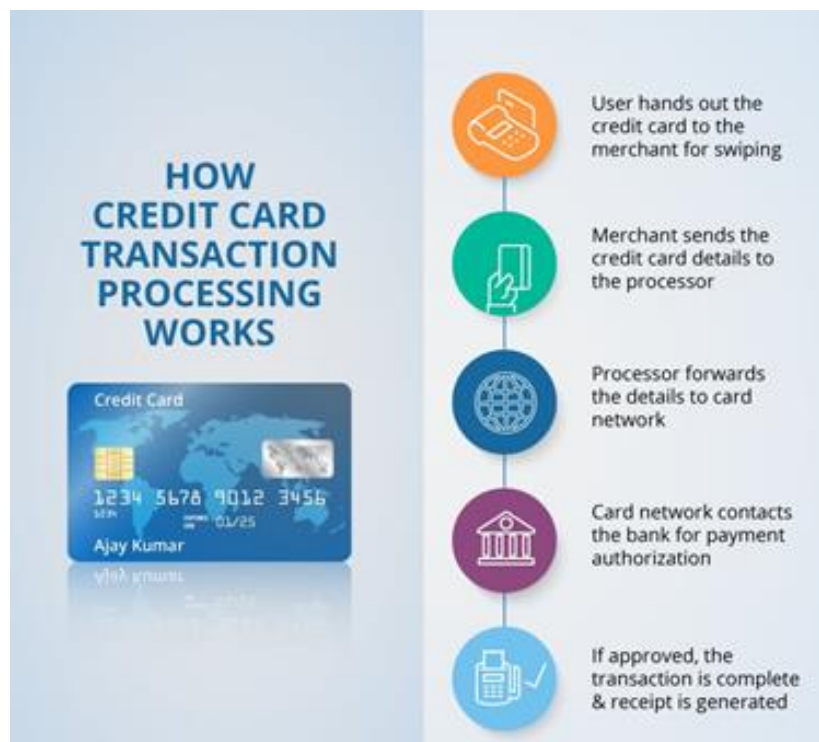 HOW
CREDIT CARD
TRANSACTION
PROCESSING
WORKS
Credit Card
1234 5678 9012 3456
1234
01/25
Ajay Kumar
User hands out the
credit card to the
merchant for swiping
Merchant sends the
credit card details to
the processor
Processor forwards
the details to card
network
Card network contacts
the bank for payment
authorization
If approved, the
transaction is complete
& receipt is generated